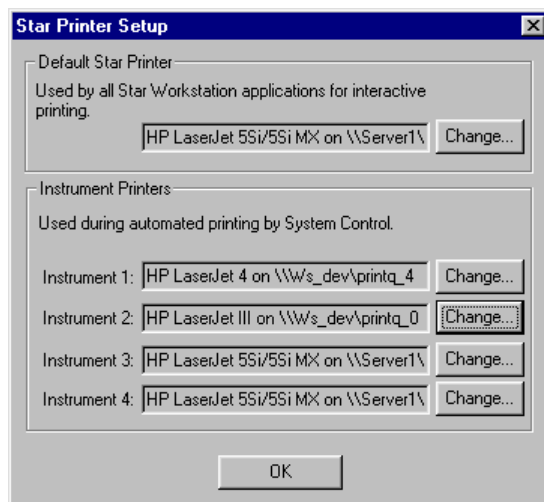 Star Printer Setup
Default Star Printer
Used by all Star Workstation applications for interactive
printing.
HP LaserJet 5Si/5Si MX on \\Server1\ Change...
Instrument Printers
Used during automated printing by System Control.
Instrument 1: HP LaserJet 4 on \\Ws_dev\printq_4 Change...
Instrument 2: HP LaserJet III on \\Ws_dev\printq_0 Change...
Instrument 3: HP LaserJet 5Si/5Si MX on \\Server1\ Change...
Instrument 4: HP LaserJet 5Si/5Si MX on \\Server1\ Change...
OK